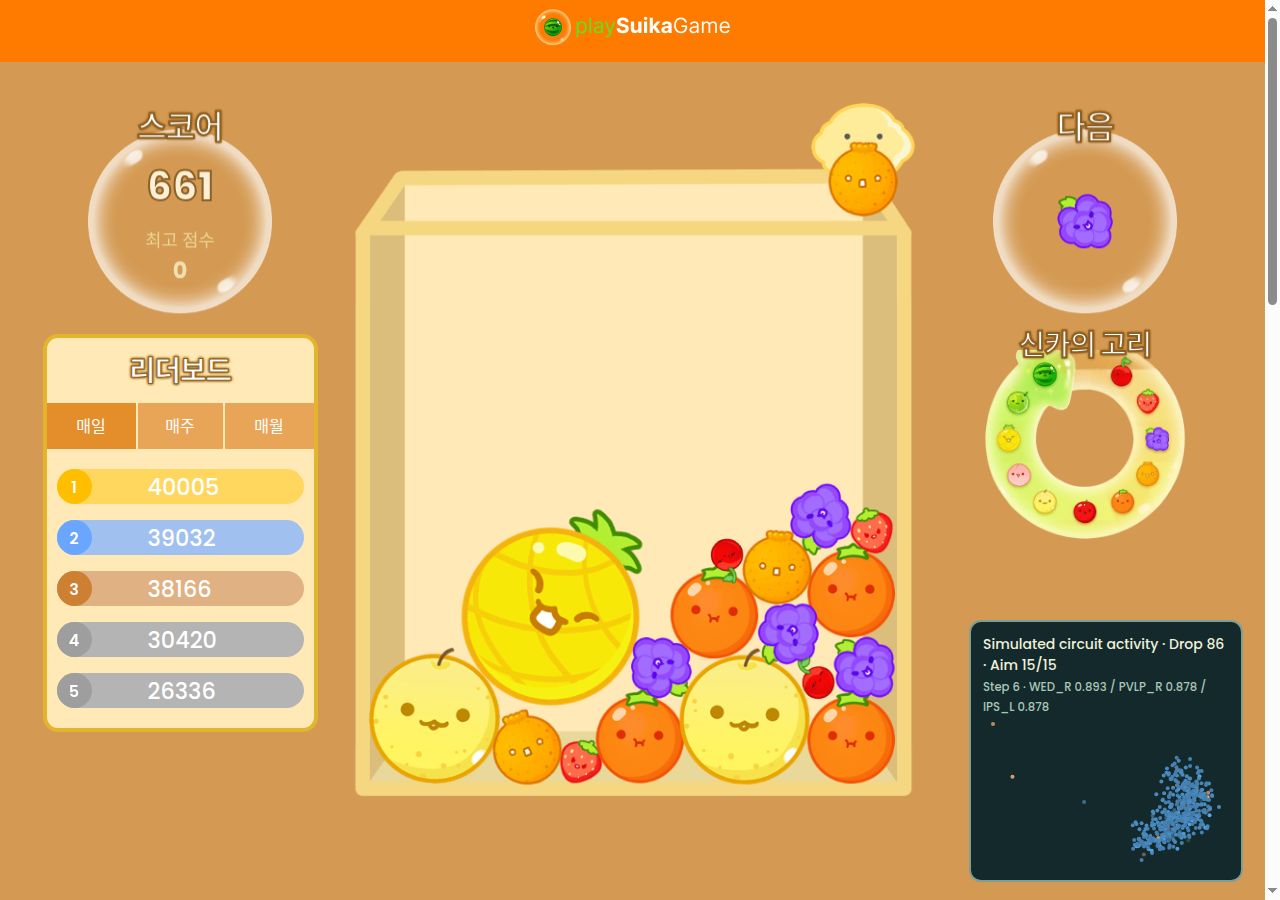 playSuikaGame
스코어
661
최고 점수
0
리더보드
매일
매주
매월
1
40005
2
39032
3
38166
4
30420
5
26336
다음
신카의 고리
Simulated circuit activity · Drop 86
· Aim 15/15
Step 6 · WED_R 0.893 / PVLP_R 0.878 /
IPS_L 0.878